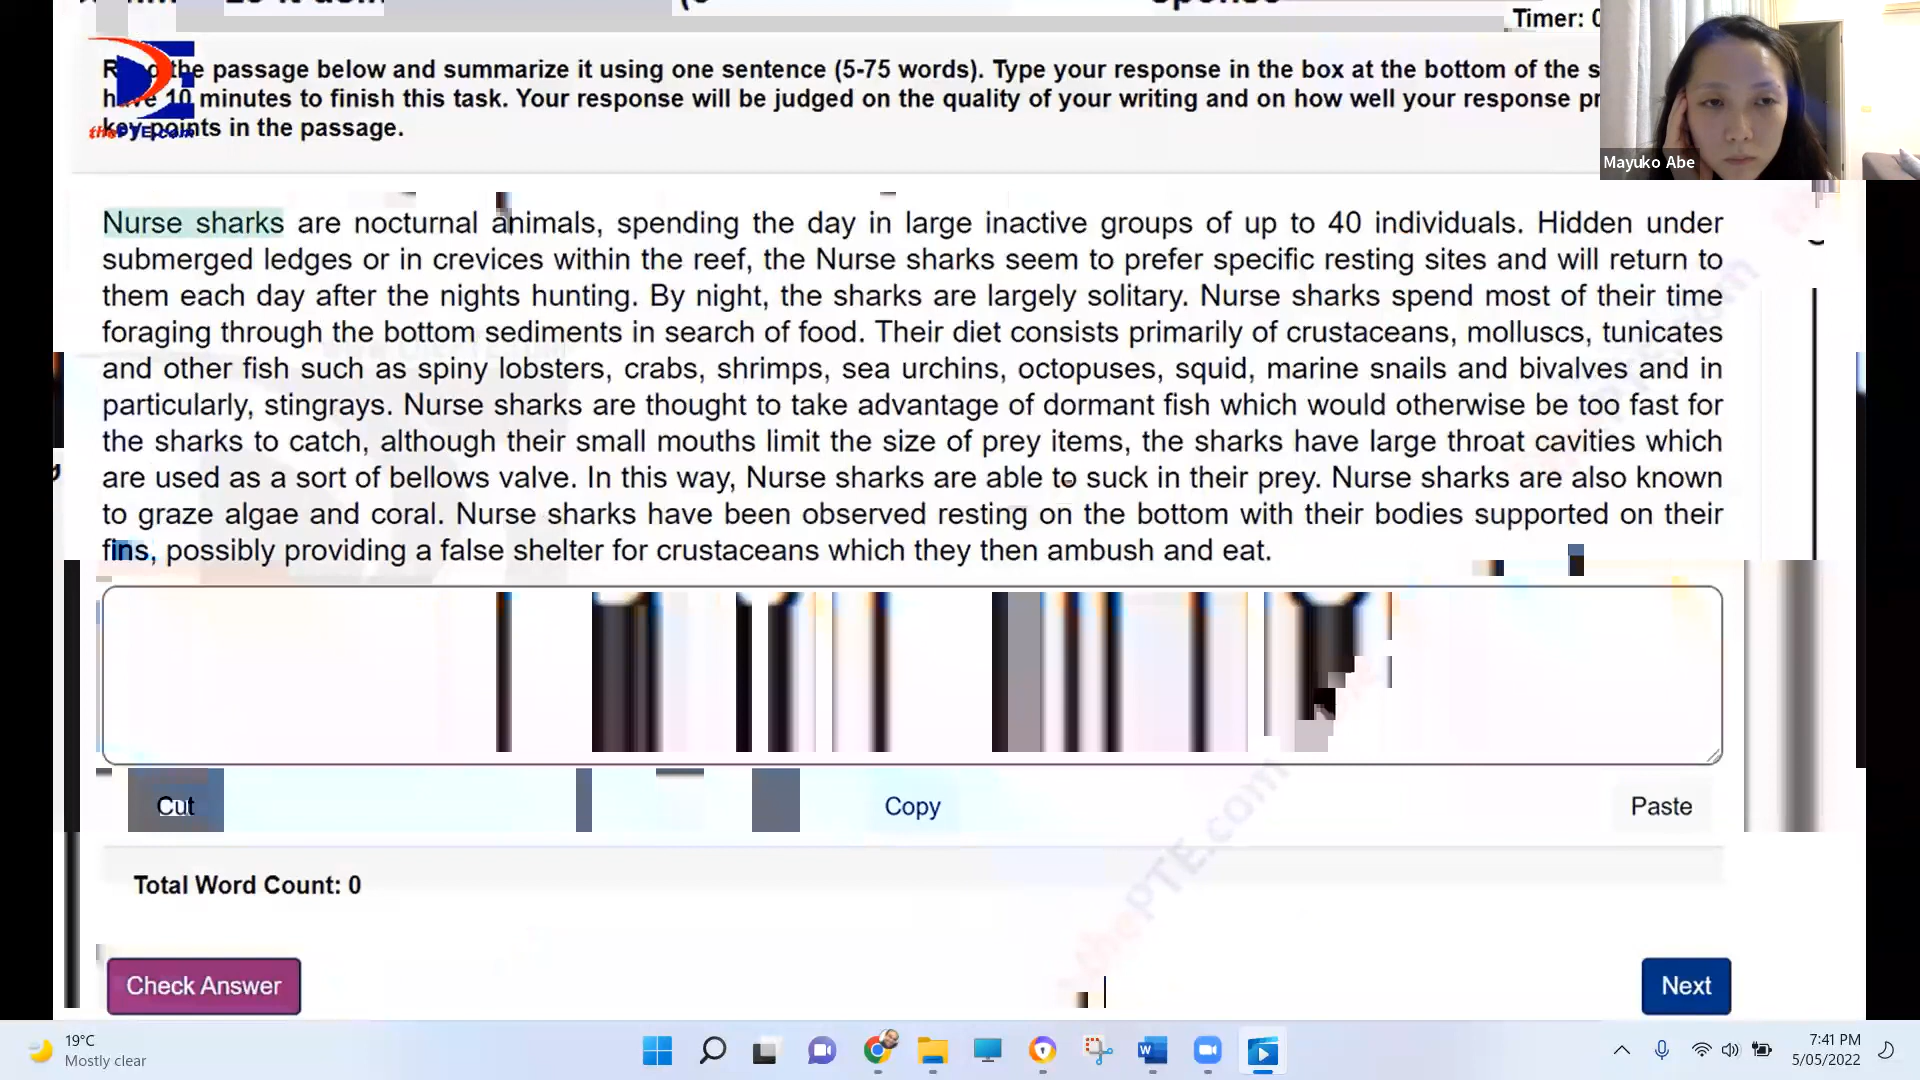 Timer: 0
the passage below and summarize it using one sentence (5-75 words). Type your response in the box at the bottom of the s
10 minutes to finish this task. Your response will be judged on the quality of your writing and on how well your response pr
key points in the passage.
thePTE.com
Mayuko Abe
Nurse sharks are nocturnal animals, spending the day in large inactive groups of up to 40 individuals. Hidden under
submerged ledges or in crevices within the reef, the Nurse sharks seem to prefer specific resting sites and will return to
them each day after the nights hunting. By night, the sharks are largely solitary. Nurse sharks spend most of their time
foraging through the bottom sediments in search of food. Their diet consists primarily of crustaceans, molluscs, tunicates
and other fish such as spiny lobsters, crabs, shrimps, sea urchins, octopuses, squid, marine snails and bivalves and in
particularly, stingrays. Nurse sharks are thought to take advantage of dormant fish which would otherwise be too fast for
the sharks to catch, although their small mouths limit the size of prey items, the sharks have large throat cavities which
are used as a sort of bellows valve. In this way, Nurse sharks are able to suck in their prey. Nurse sharks are also known
to graze algae and coral. Nurse sharks have been observed resting on the bottom with their bodies supported on their
fins, possibly providing a false shelter for crustaceans which they then ambush and eat.
Cut
Copy
Paste
thePTE.com
Total Word Count: 0
Check Answer
Next
19°C
Mostly clear
7:41 PM
5/05/2022